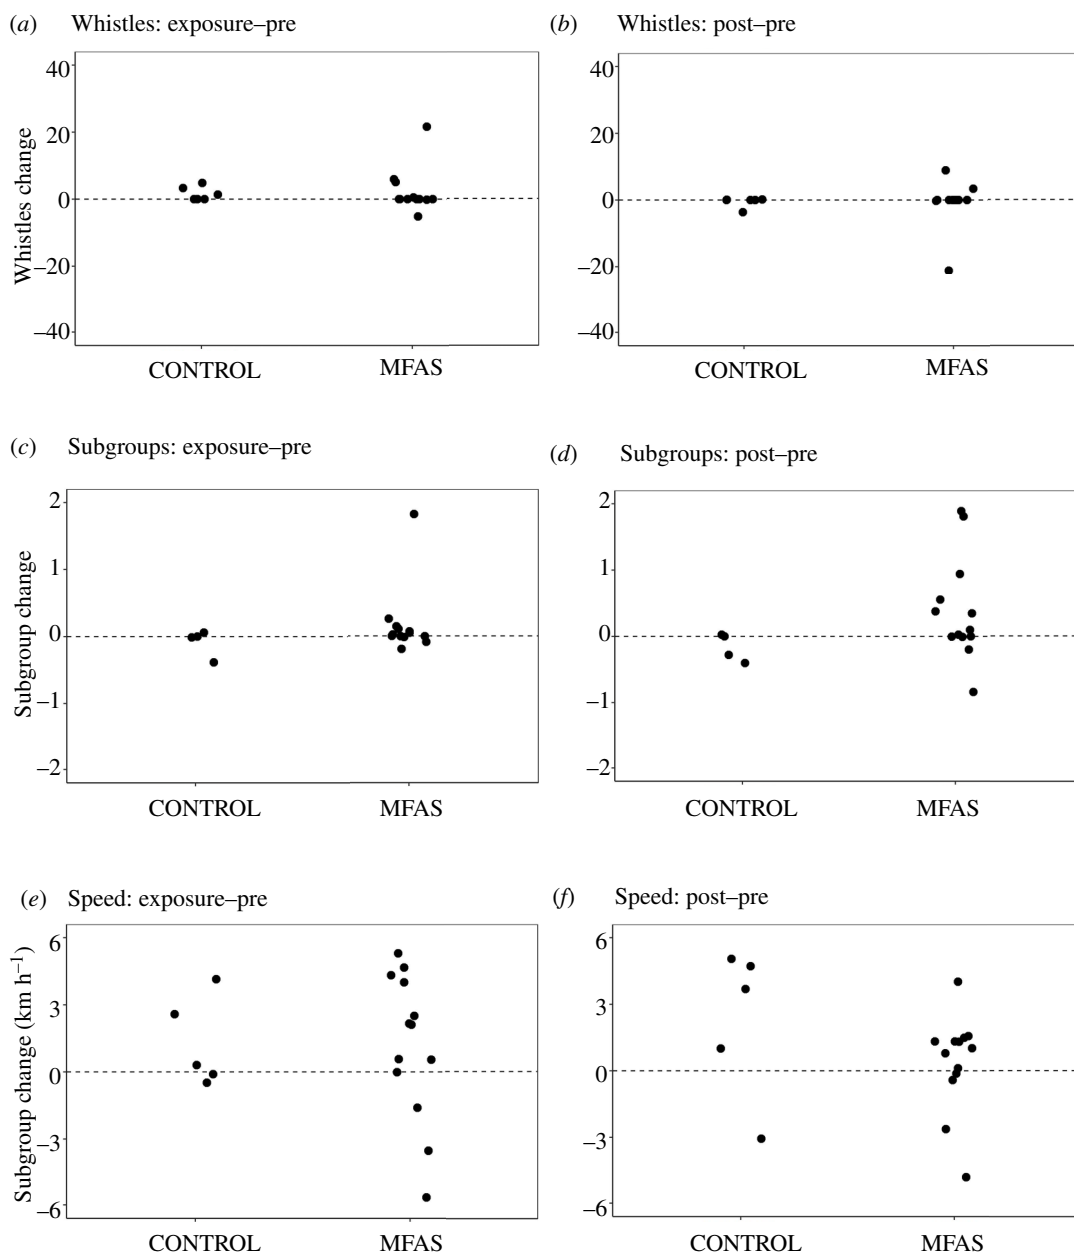 (a) Whistles: exposure–pre
(b) Whistles: post–pre
Whistles change
40
20
0
–20
–40
CONTROL MFAS
40
20
0
–20
–40
CONTROL MFAS
(c) Subgroups: exposure–pre
(d) Subgroups: post–pre
Subgroup change
2
1
0
–1
–2
CONTROL MFAS
2
1
0
–1
–2
CONTROL MFAS
(e) Speed: exposure–pre
(f) Speed: post–pre
Subgroup change (km h⁻¹)
6
3
0
–3
–6
CONTROL MFAS
6
3
0
–3
–6
CONTROL MFAS